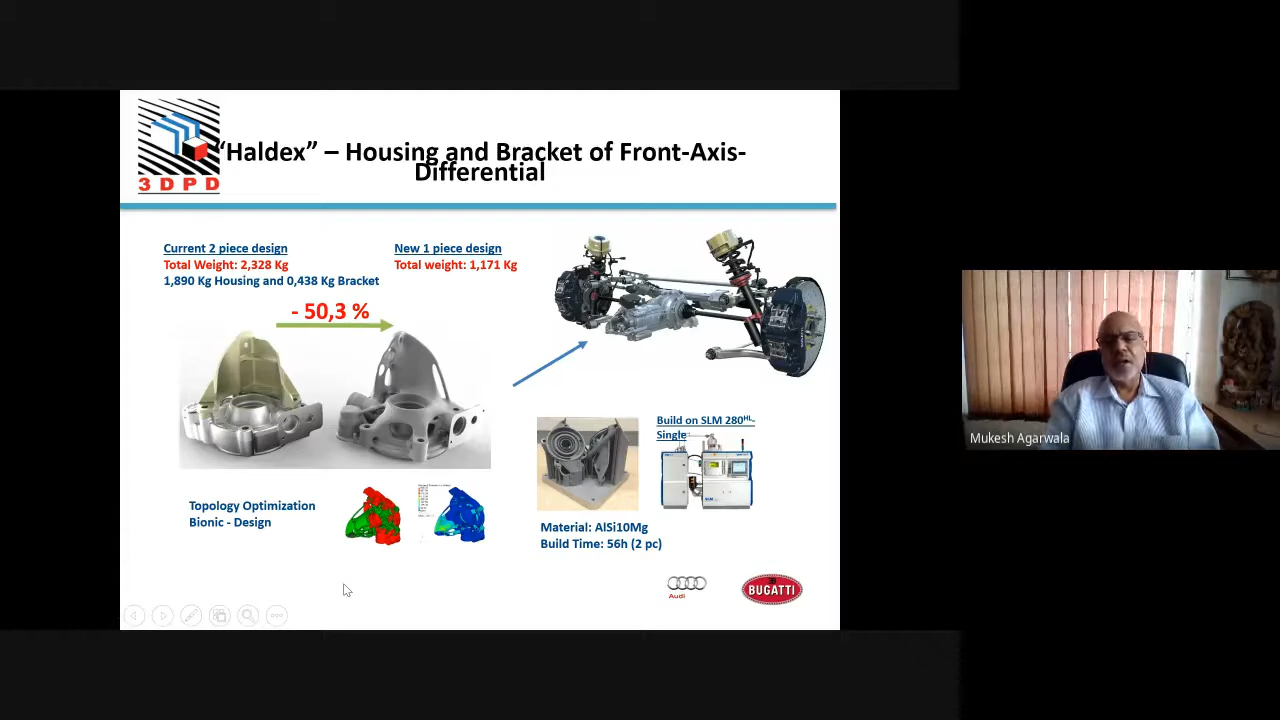 3DPD
"Haldex" – Housing and Bracket of Front-Axis-
Differential
Current 2 piece design
Total Weight: 2,328 Kg
1,890 Kg Housing and 0,438 Kg Bracket
New 1 piece design
Total weight: 1,171 Kg
- 50,3 %
Topology Optimization
Bionic - Design
Build on SLM 280HL-
Single
Material: AlSi10Mg
Build Time: 56h (2 pc)
Audi
BUGATTI
Mukesh Agarwala